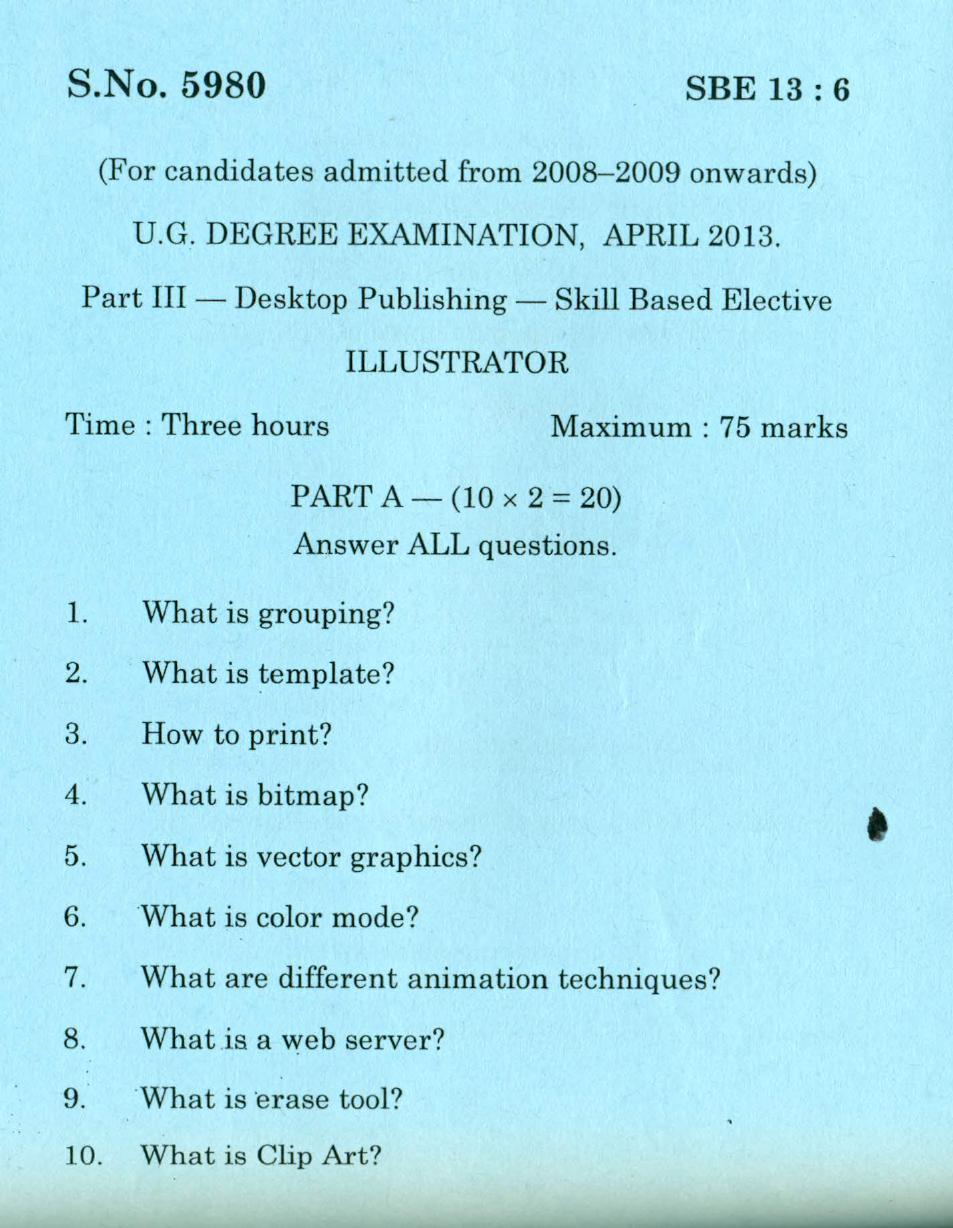 S.No. 5980 SBE 13 : 6
(For candidates admitted from 2008–2009 onwards)
U.G. DEGREE EXAMINATION, APRIL 2013.
Part III — Desktop Publishing — Skill Based Elective
ILLUSTRATOR
Time : Three hours Maximum : 75 marks
PART A — (10 × 2 = 20)
Answer ALL questions.
1. What is grouping?
2. What is template?
3. How to print?
4. What is bitmap?
5. What is vector graphics?
6. What is color mode?
7. What are different animation techniques?
8. What is a web server?
9. What is erase tool?
10. What is Clip Art?